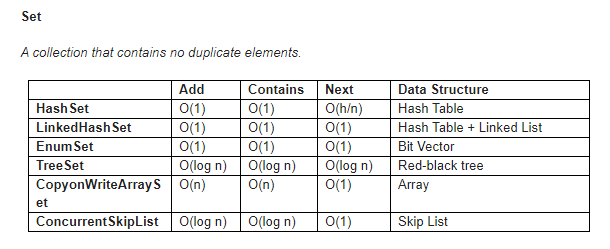 Set
A collection that contains no duplicate elements.
Add Contains Next Data Structure
HashSet O(1) O(1) O(h/n) Hash Table
LinkedHashSet O(1) O(1) O(1) Hash Table + Linked List
EnumSet O(1) O(1) O(1) Bit Vector
TreeSet O(log n) O(log n) O(log n) Red-black tree
CopyonWriteArrayS O(n) O(n) O(1) Array
et
ConcurrentSkipList O(log n) O(log n) O(1) Skip List